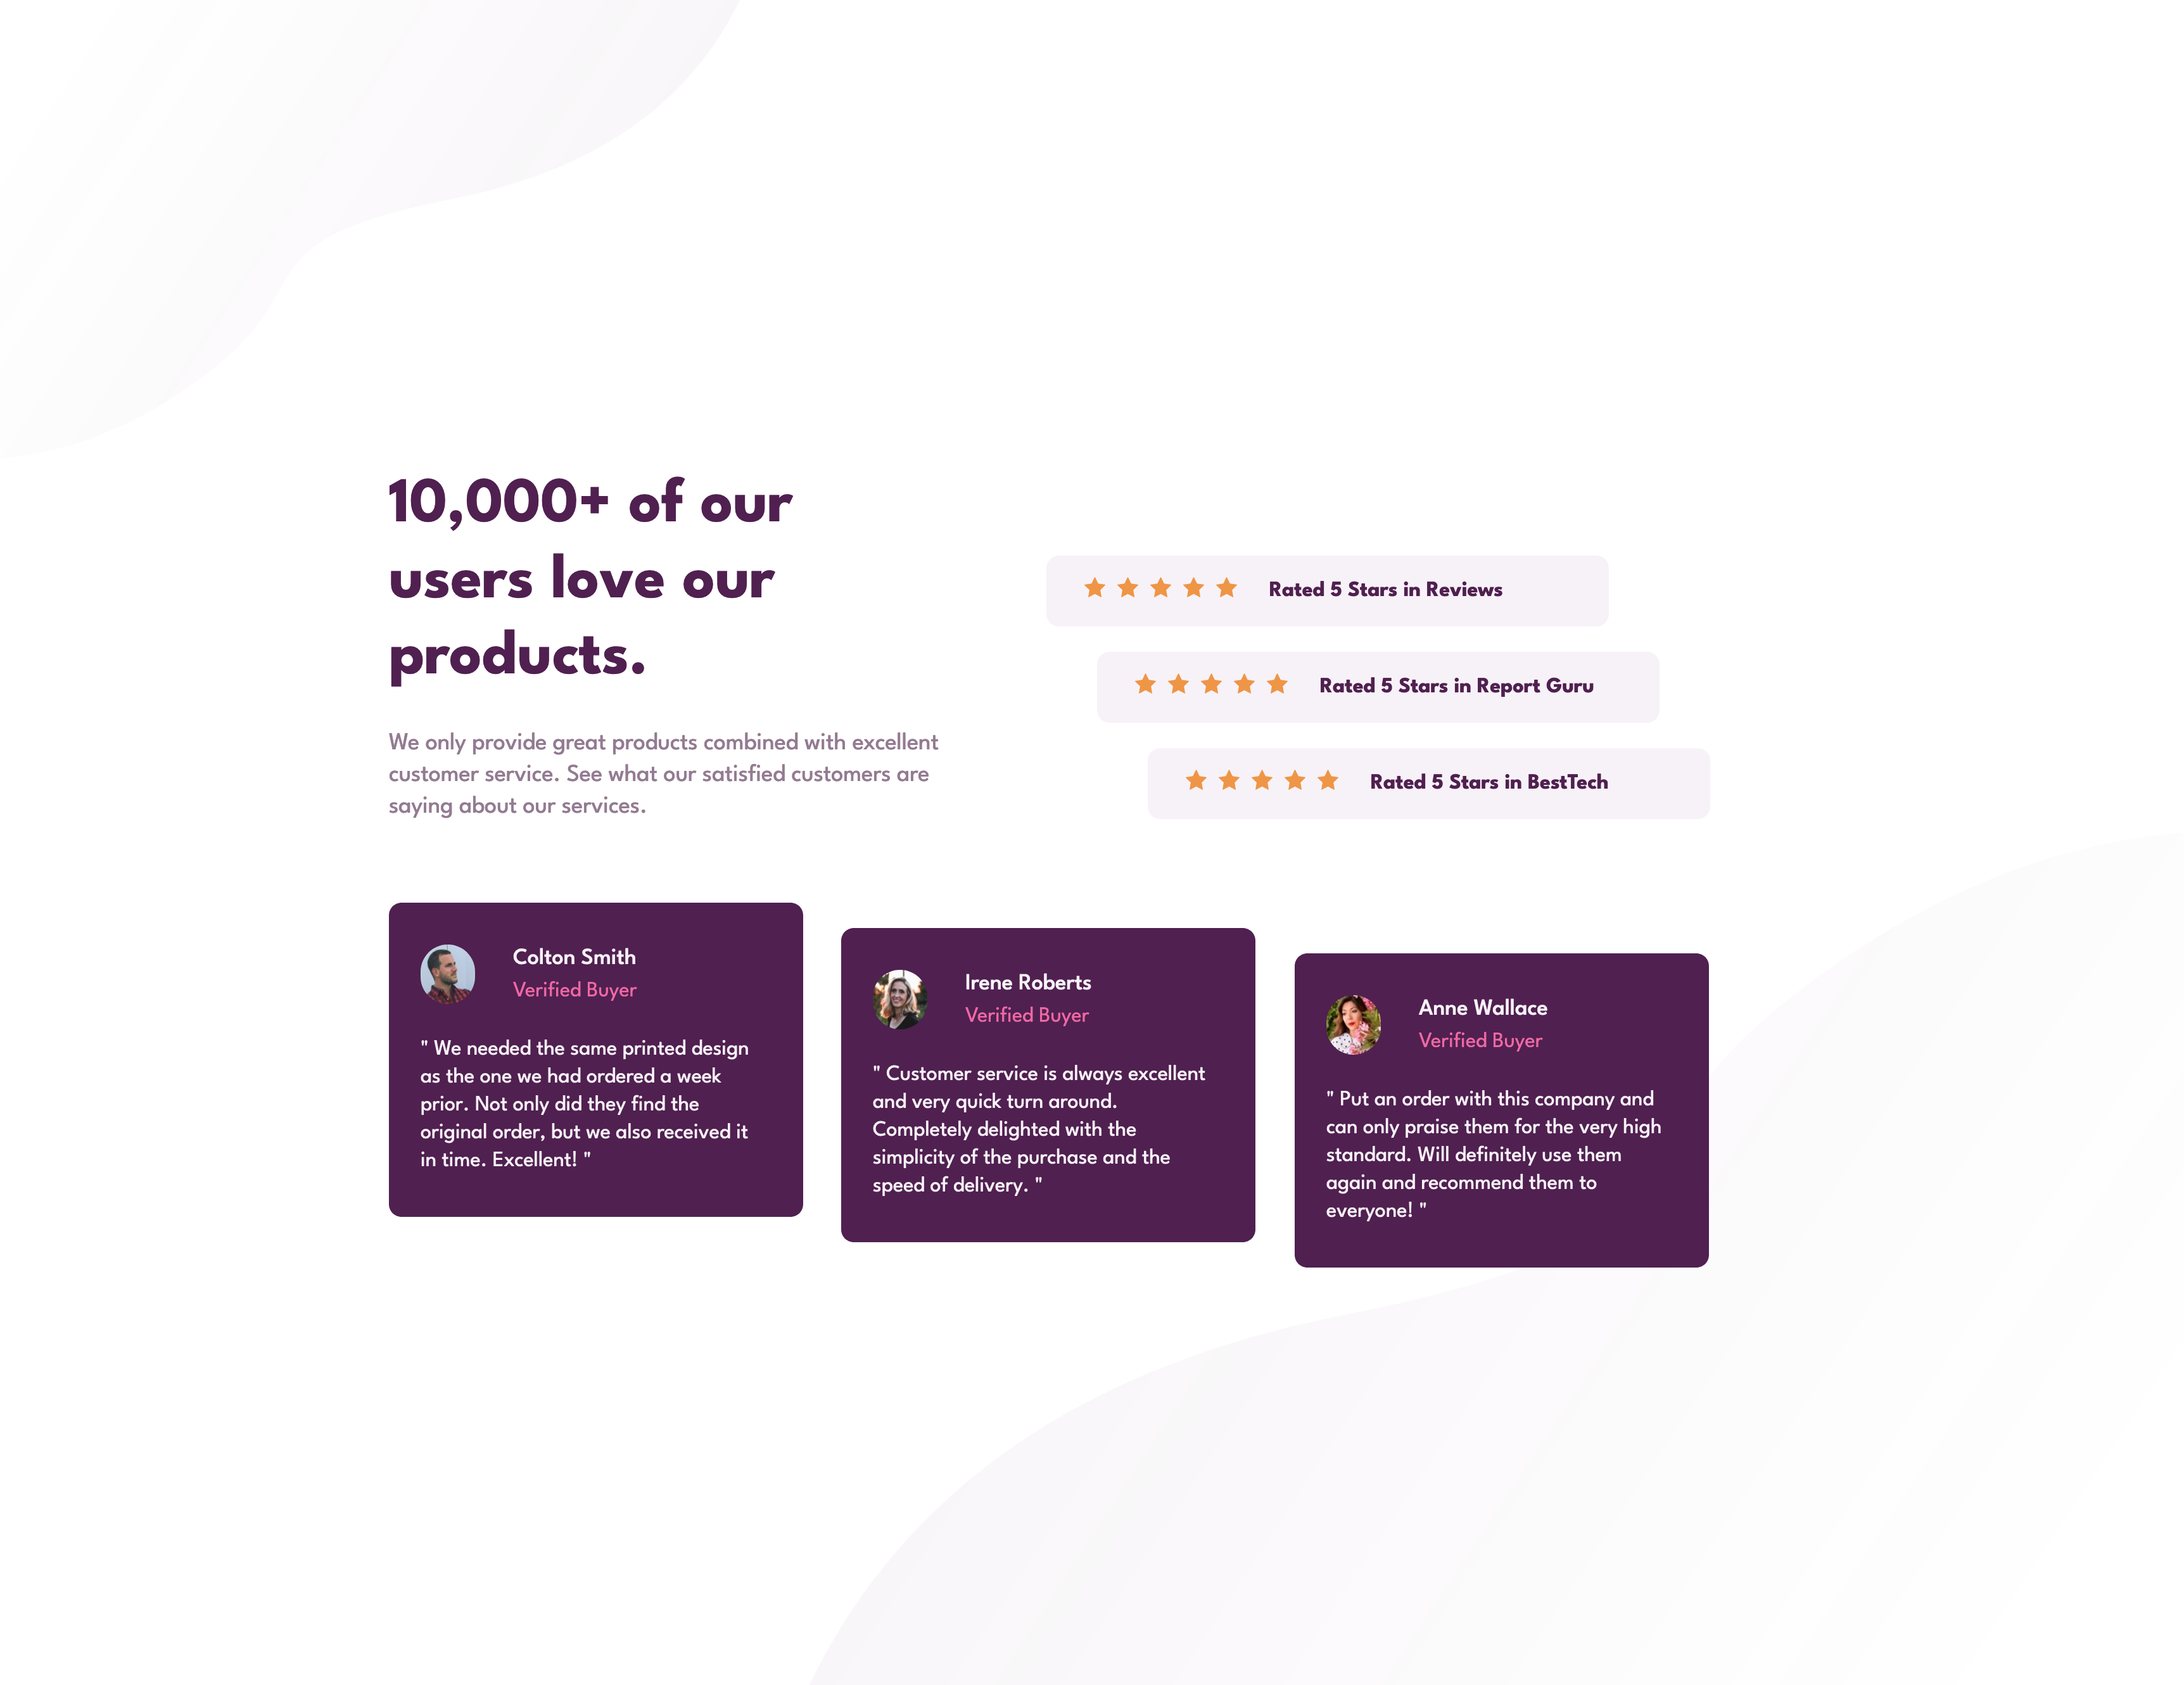 10,000+ of our
users love our
products.
We only provide great products combined with excellent
customer service. See what our satisfied customers are
saying about our services.
Rated 5 Stars in Reviews
Rated 5 Stars in Report Guru
Rated 5 Stars in BestTech
Colton Smith
Verified Buyer
" We needed the same printed design
as the one we had ordered a week
prior. Not only did they find the
original order, but we also received it
in time. Excellent! "
Irene Roberts
Verified Buyer
" Customer service is always excellent
and very quick turn around.
Completely delighted with the
simplicity of the purchase and the
speed of delivery. "
Anne Wallace
Verified Buyer
" Put an order with this company and
can only praise them for the very high
standard. Will definitely use them
again and recommend them to
everyone! "